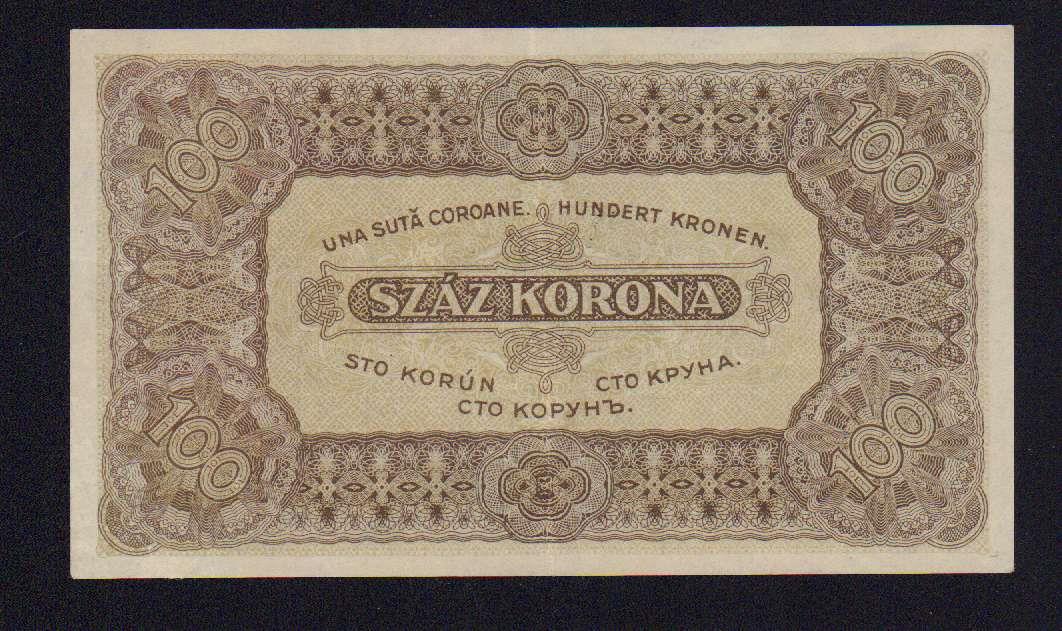 100
100
UNA SUTĂ COROANE. HUNDERT KRONEN.
SZÁZ KORONA
STO KORÚN СТО КРУНА.
СТО КОРУНЪ.
100
100